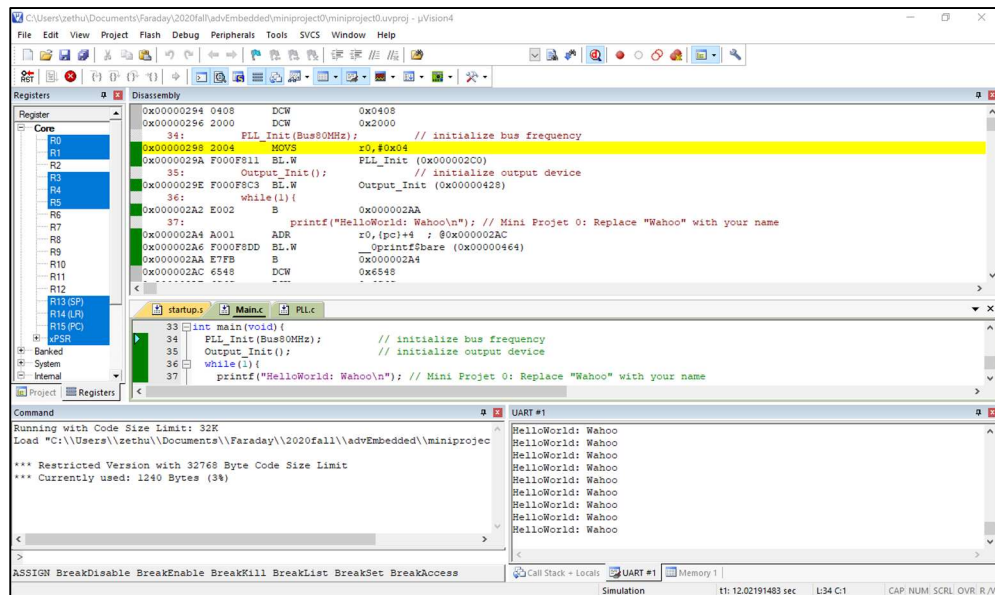 C:\Users\zethu\Documents\Faraday\2020fall\advEmbedded\miniproject0\miniproject0.uvproj - µVision4
File Edit View Project Flash Debug Peripherals Tools SVCS Window Help
RST
Registers
Register
Core
R0
R1
R2
R3
R4
R5
R6
R7
R8
R9
R10
R11
R12
R13 (SP)
R14 (LR)
R15 (PC)
xPSR
Banked
System
Internal
Project Registers
Disassembly
0x00000294 0408 DCW 0x0408
0x00000296 2000 DCW 0x2000
34: PLL_Init(Bus80MHz); // initialize bus frequency
0x00000298 2004 MOVS r0,#0x04
0x0000029A F000F811 BL.W PLL_Init (0x000002C0)
35: Output_Init(); // initialize output device
0x0000029E F000F8C3 BL.W Output_Init (0x00000428)
36: while(1){
0x000002A2 E002 B 0x000002AA
37: printf("HelloWorld: Wahoo\n"); // Mini Projet 0: Replace "Wahoo" with your name
0x000002A4 A001 ADR r0,{pc}+4 ; @0x000002AC
0x000002A6 F000F8DD BL.W __0printf$bare (0x00000464)
0x000002AA E7FB B 0x000002A4
0x000002AC 6548 DCW 0x6548
startup.s Main.c PLL.c
33 int main(void){
34 PLL_Init(Bus80MHz); // initialize bus frequency
35 Output_Init(); // initialize output device
36 while(1){
37 printf("HelloWorld: Wahoo\n"); // Mini Projet 0: Replace "Wahoo" with your name
Command
Running with Code Size Limit: 32K
Load "C:\\Users\\zethu\\Documents\\Faraday\\2020fall\\advEmbedded\\miniprojec
*** Restricted Version with 32768 Byte Code Size Limit
*** Currently used: 1240 Bytes (3%)
>
ASSIGN BreakDisable BreakEnable BreakKill BreakList BreakSet BreakAccess
UART #1
HelloWorld: Wahoo
HelloWorld: Wahoo
HelloWorld: Wahoo
HelloWorld: Wahoo
HelloWorld: Wahoo
HelloWorld: Wahoo
HelloWorld: Wahoo
HelloWorld: Wahoo
HelloWorld: Wahoo
Call Stack + Locals UART #1 Memory 1
Simulation t1: 12.02191483 sec L:34 C:1 CAP NUM SCRL OVR R/W